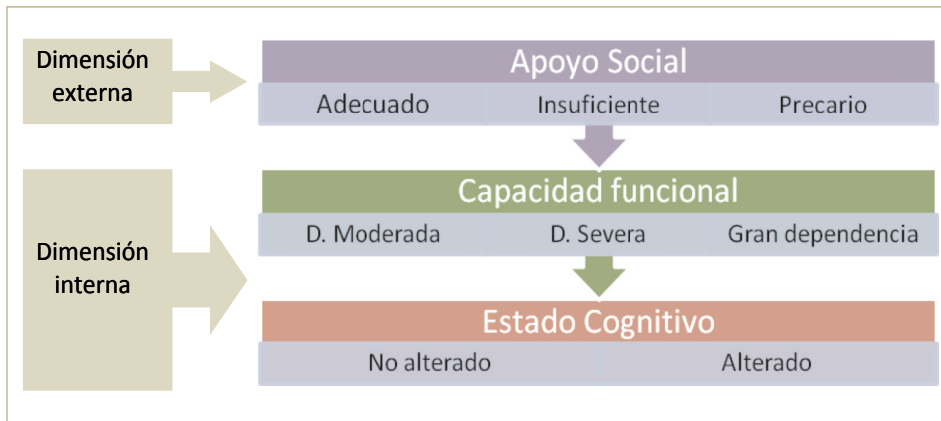 Dimensión
externa
Apoyo Social
Adecuado Insuficiente Precario
Dimensión
interna
Capacidad funcional
D. Moderada D. Severa Gran dependencia
Estado Cognitivo
No alterado Alterado